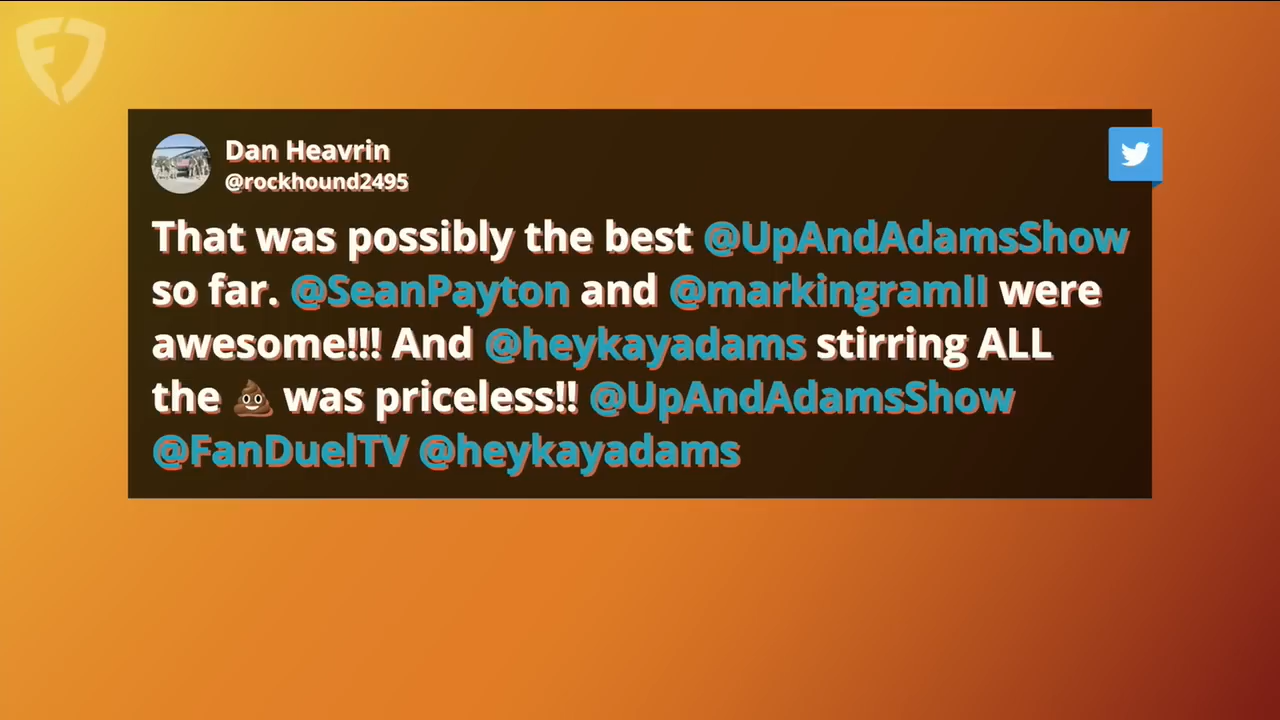 Dan Heavrin
@rockhound2495
That was possibly the best @UpAndAdamsShow
so far. @SeanPayton and @markingramII were
awesome!!! And @heykayadams stirring ALL
the 💩 was priceless!! @UpAndAdamsShow
@FanDuelTV @heykayadams